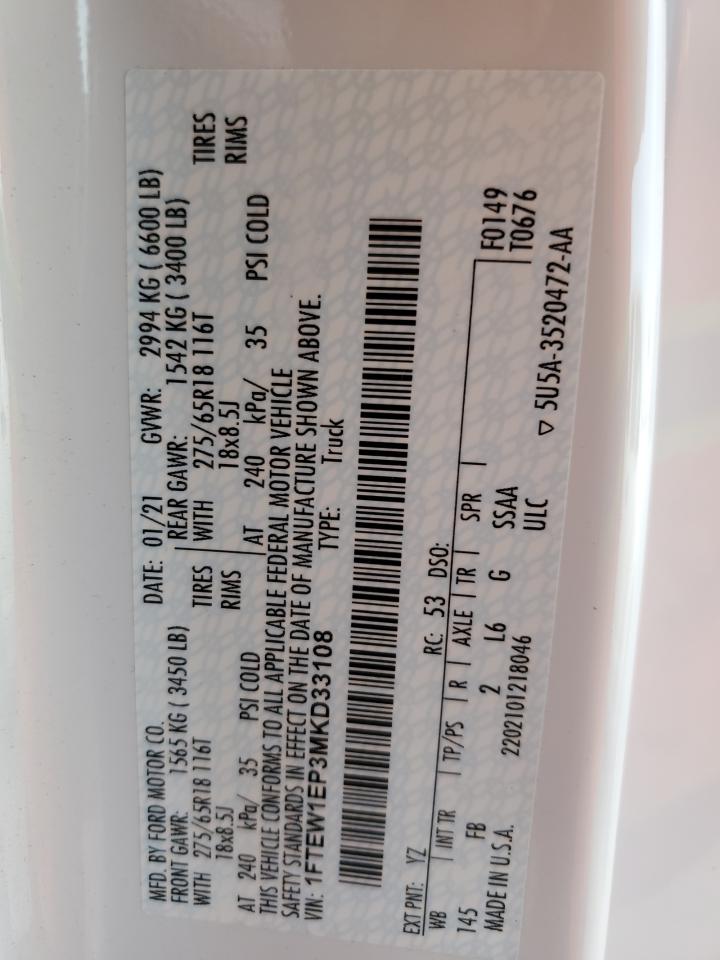 MFD. BY FORD MOTOR CO. DATE: 01/21 GVWR: 2994 KG ( 6600 LB)
FRONT GAWR: 1565 KG ( 3450 LB) REAR GAWR: 1542 KG ( 3400 LB)
WITH 275/65R18 116T TIRES WITH 275/65R18 116T TIRES
18x8.5J RIMS 18x8.5J RIMS
AT 240 kPa/ 35 PSI COLD AT 240 kPa/ 35 PSI COLD
THIS VEHICLE CONFORMS TO ALL APPLICABLE FEDERAL MOTOR VEHICLE
SAFETY STANDARDS IN EFFECT ON THE DATE OF MANUFACTURE SHOWN ABOVE.
VIN: 1FTEW1EP3MKD33108 TYPE: Truck
EXT PNT: YZ RC: 53 DSO:
WB INT TR TP/PS R AXLE TR SPR F0149
145 FB 2 L6 G SSAA T0676
MADE IN U.S.A. 2202101218046 ULC ▽ 5U5A-3520472-AA